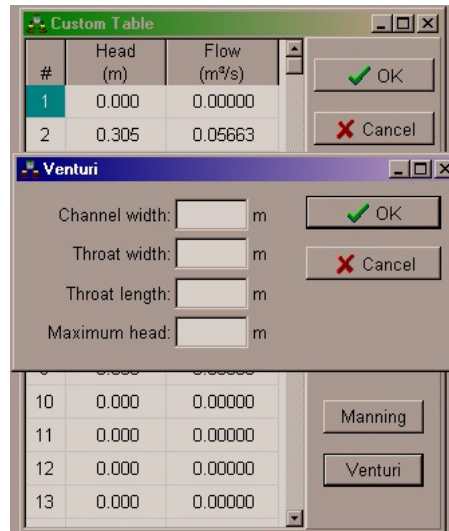 Custom Table
# Head (m) Flow (m³/s)
1 0.000 0.00000
2 0.305 0.05663
OK
Cancel
Venturi
Channel width: m
Throat width: m
Throat length: m
Maximum head: m
OK
Cancel
10 0.000 0.00000
11 0.000 0.00000
12 0.000 0.00000
13 0.000 0.00000
Manning
Venturi